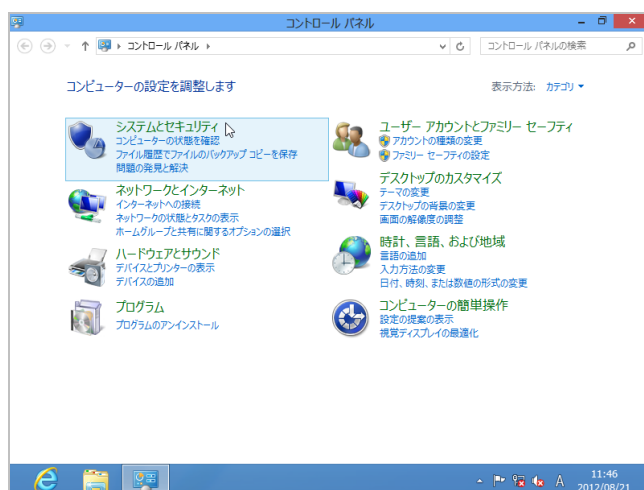 コントロール パネル
コントロール パネル
コントロール パネルの検索
コンピューターの設定を調整します
表示方法: カテゴリ
システムとセキュリティ
コンピューターの状態を確認
ファイル履歴でファイルのバックアップ コピーを保存
問題の発見と解決
ネットワークとインターネット
インターネットへの接続
ネットワークの状態とタスクの表示
ホームグループと共有に関するオプションの選択
ハードウェアとサウンド
デバイスとプリンターの表示
デバイスの追加
プログラム
プログラムのアンインストール
ユーザー アカウントとファミリー セーフティ
アカウントの種類の変更
ファミリー セーフティの設定
デスクトップのカスタマイズ
テーマの変更
デスクトップの背景の変更
画面の解像度の調整
時計、言語、および地域
言語の追加
入力方法の変更
日付、時刻、または数値の形式の変更
コンピューターの簡単操作
設定の提案の表示
視覚ディスプレイの最適化
A
11:46
2012/08/21